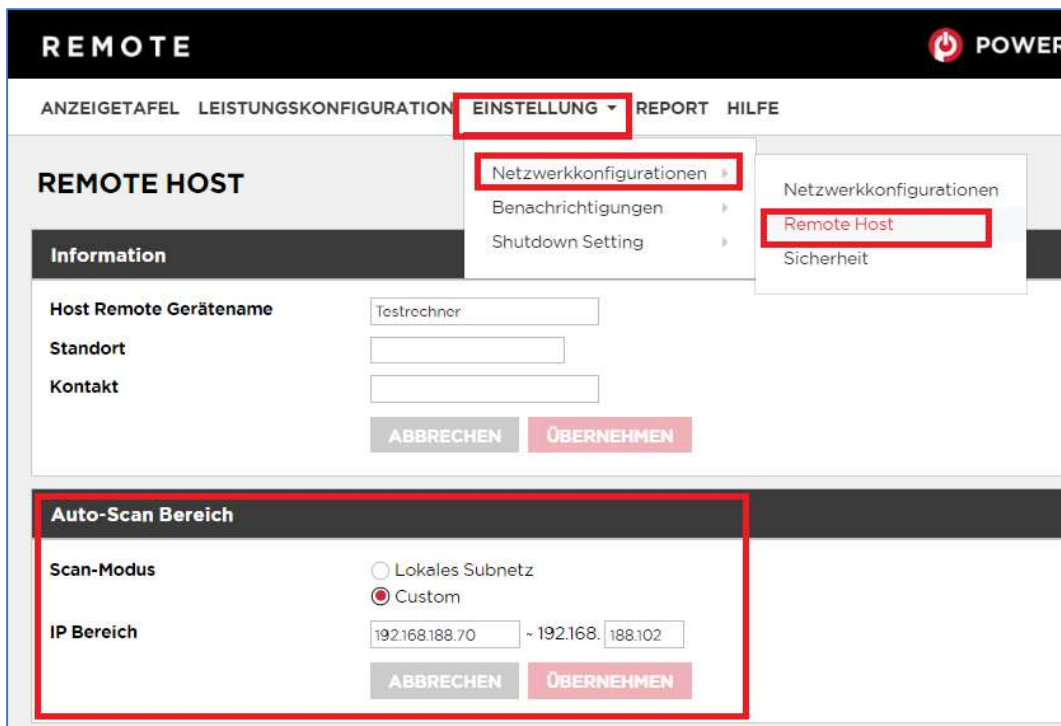 REMOTE
POWER
ANZEIGETAFEL LEISTUNGSKONFIGURATION EINSTELLUNG REPORT HILFE
REMOTE HOST
Netzwerkkonfigurationen
Benachrichtigungen
Shutdown Setting
Netzwerkkonfigurationen
Remote Host
Sicherheit
Information
Host Remote Gerätename Testrechner
Standort
Kontakt
ABBRECHEN ÜBERNEHMEN
Auto-Scan Bereich
Scan-Modus Lokales Subnetz
Custom
IP Bereich 192.168.188.70 ~ 192.168. 188.102
ABBRECHEN ÜBERNEHMEN